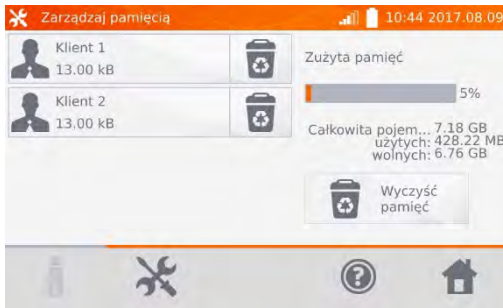 Zarządzaj pamięcią
10:44 2017.08.09
Klient 1
13.00 kB
Klient 2
13.00 kB
Zużyta pamięć
5%
Całkowita pojem... 7.18 GB
użytych: 428.22 MB
wolnych: 6.76 GB
Wyczyść
pamięć